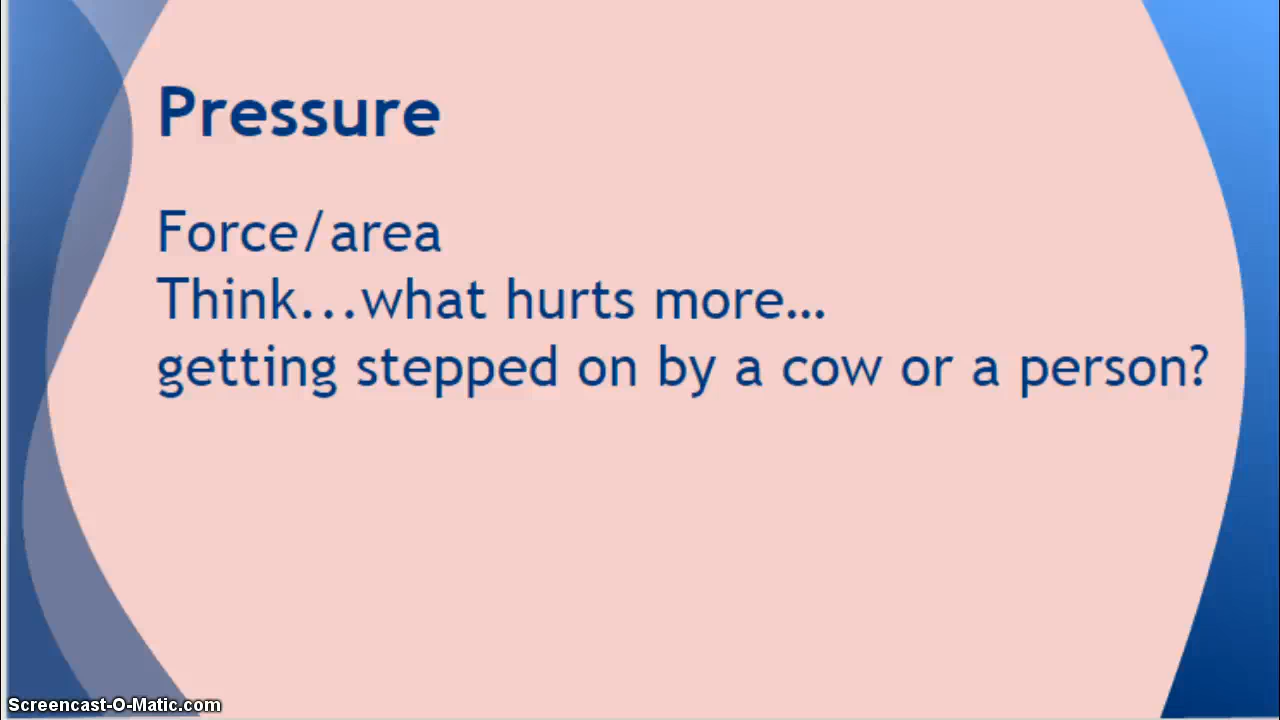 Pressure
Force/area
Think...what hurts more…
getting stepped on by a cow or a person?
Screencast-O-Matic.com